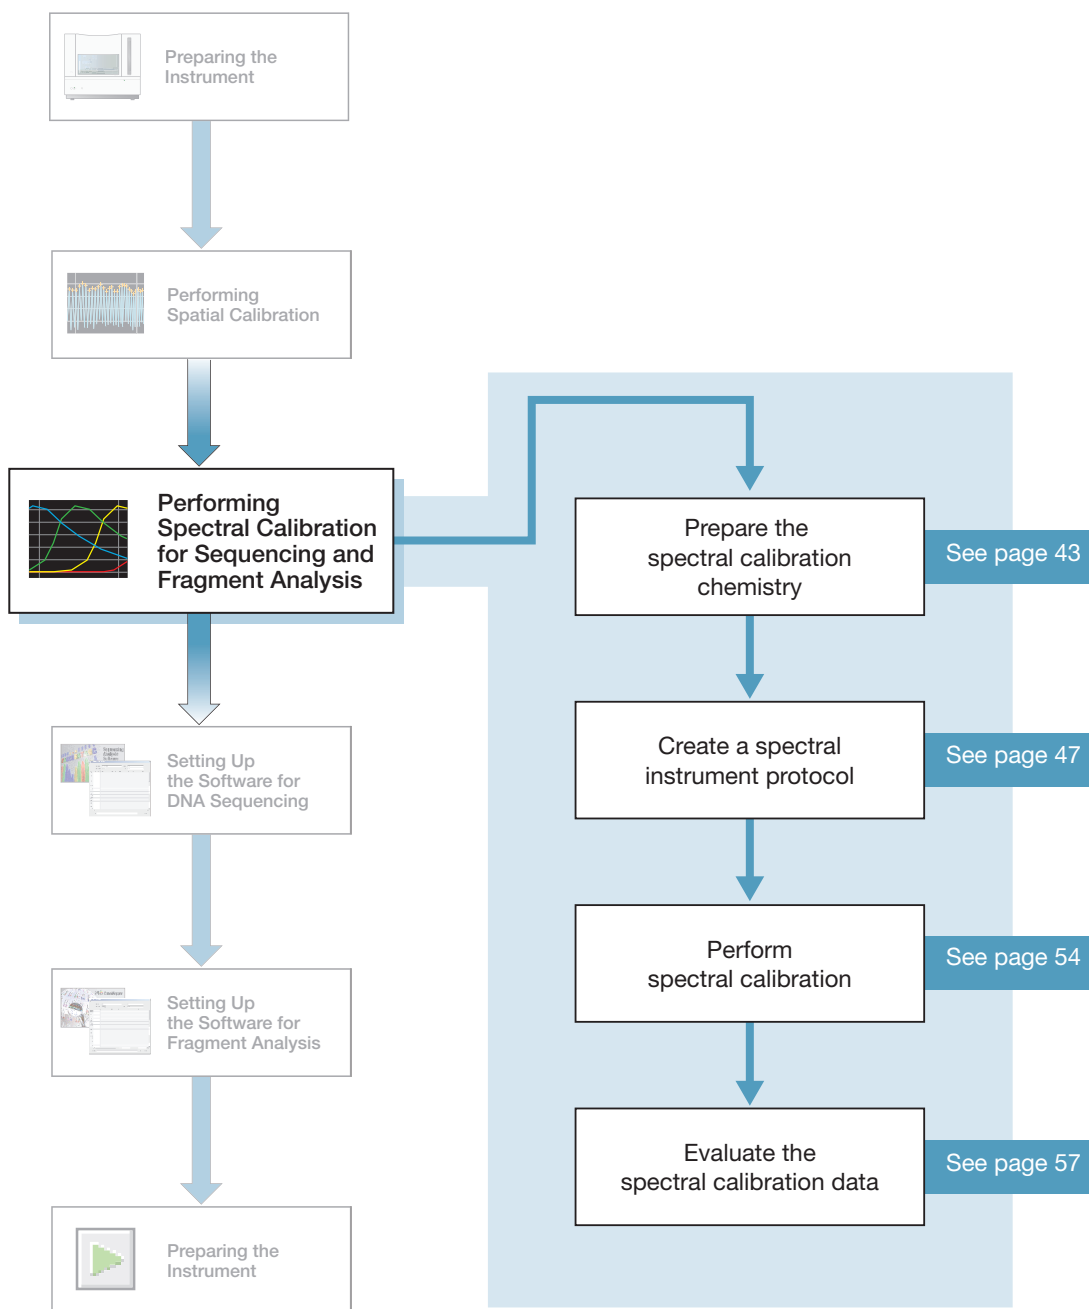 Preparing the
Instrument
Performing
Spatial Calibration
Performing
Spectral Calibration
for Sequencing and
Fragment Analysis
Setting Up
the Software for
DNA Sequencing
Setting Up
the Software for
Fragment Analysis
Preparing the
Instrument
Prepare the
spectral calibration
chemistry
See page 43
Create a spectral
instrument protocol
See page 47
Perform
spectral calibration
See page 54
Evaluate the
spectral calibration data
See page 57